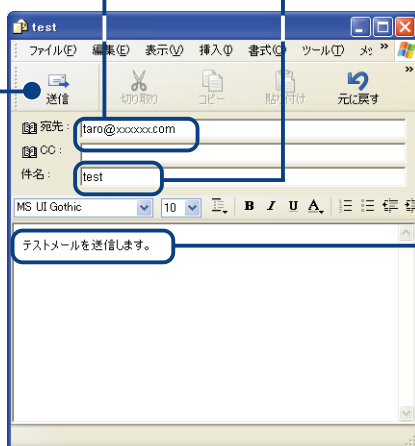 test
ファイル(F) 編集(E) 表示(V) 挿入(I) 書式(O) ツール(T) メッ »
送信 切り取り コピー 貼り付け 元に戻す »
宛先: taro@xxxxxx.com
CC:
件名: test
MS UI Gothic 10 B I U A
テストメールを送信します。